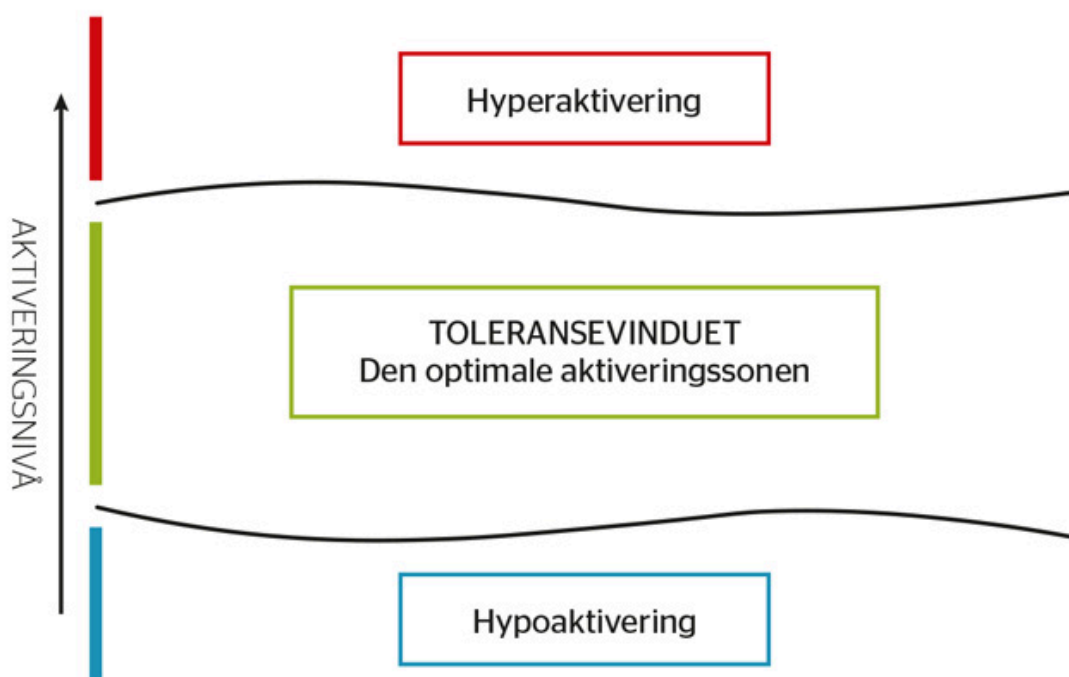 Hyperaktivering
AKTIVERINGSNIVÅ
TOLERANSEVINDUET
Den optimale aktiveringssonen
Hypoaktivering